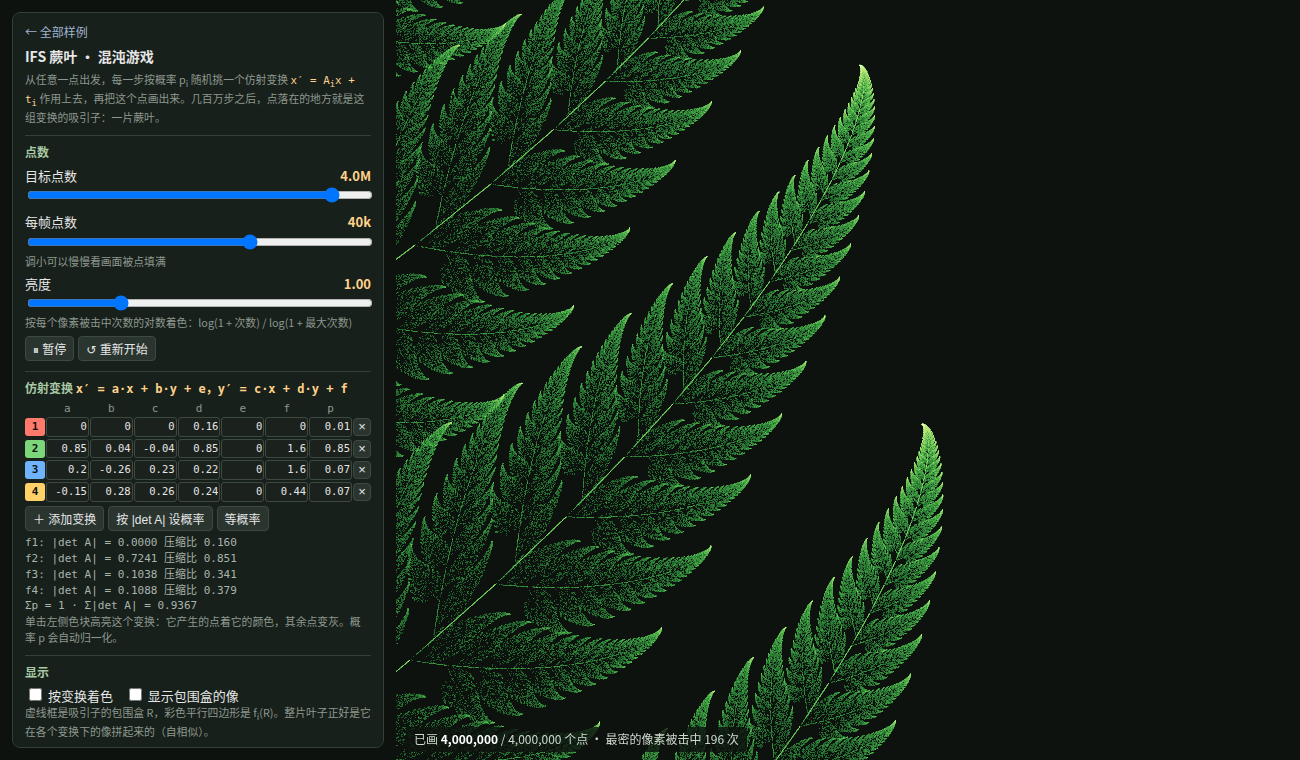 ← 全部样例
IFS 蕨叶 · 混沌游戏
从任意一点出发，每一步按概率 pi 随机挑一个仿射变换 x′ = Aix +
ti 作用上去，再把这个点画出来。几百万步之后，点落在的地方就是这
组变换的吸引子：一片蕨叶。
点数
目标点数 4.0M
每帧点数 40k
调小可以慢慢看画面被点填满
亮度 1.00
按每个像素被击中次数的对数着色：log(1 + 次数) / log(1 + 最大次数)
⏸ 暂停 ↺ 重新开始
仿射变换 x′ = a·x + b·y + e, y′ = c·x + d·y + f
a b c d e f p
1 0 0 0 0.16 0 0 0.01 ×
2 0.85 0.04 -0.04 0.85 0 1.6 0.85 ×
3 0.2 -0.26 0.23 0.22 0 1.6 0.07 ×
4 -0.15 0.28 0.26 0.24 0 0.44 0.07 ×
＋ 添加变换 按 |det A| 设概率 等概率
f1: |det A| = 0.0000 压缩比 0.160
f2: |det A| = 0.7241 压缩比 0.851
f3: |det A| = 0.1038 压缩比 0.341
f4: |det A| = 0.1088 压缩比 0.379
Σp = 1 · Σ|det A| = 0.9367
单击左侧色块高亮这个变换：它产生的点着它的颜色，其余点变灰。概
率 p 会自动归一化。
显示
按变换着色 显示包围盒的像
虚线框是吸引子的包围盒 R，彩色平行四边形是 fi(R)。整片叶子正好是它
在各个变换下的像拼起来的（自相似）。
已画 4,000,000 / 4,000,000 个点 · 最密的像素被击中 196 次